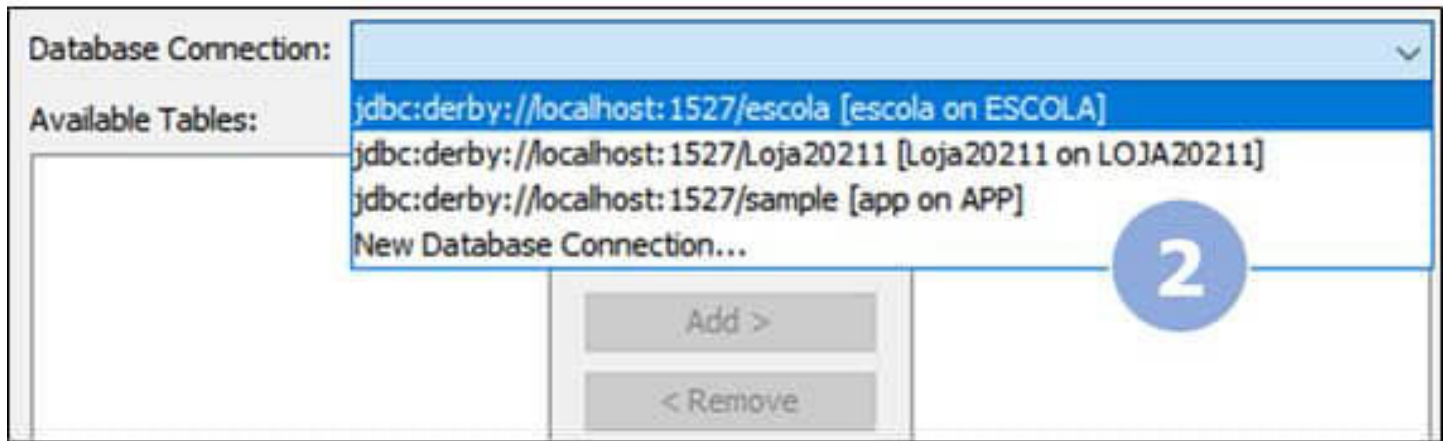 Database Connection:
jdbc:derby://localhost:1527/escola [escola on ESCOLA]
Available Tables:
jdbc:derby://localhost:1527/Loja20211 [Loja20211 on LOJA20211]
jdbc:derby://localhost:1527/sample [app on APP]
New Database Connection...
2
Add >
< Remove